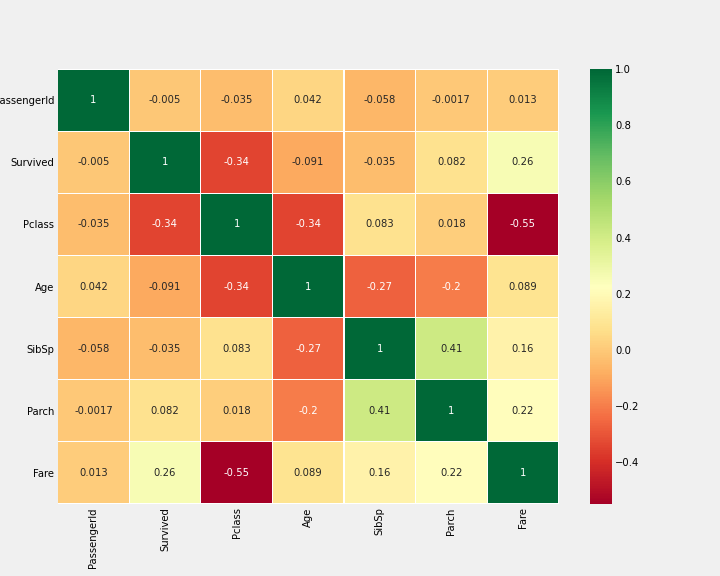 assengerId 1 -0.005 -0.035 0.042 -0.058 -0.0017 0.013
Survived -0.005 1 -0.34 -0.091 -0.035 0.082 0.26
Pclass -0.035 -0.34 1 -0.34 0.083 0.018 -0.55
Age 0.042 -0.091 -0.34 1 -0.27 -0.2 0.089
SibSp -0.058 -0.035 0.083 -0.27 1 0.41 0.16
Parch -0.0017 0.082 0.018 -0.2 0.41 1 0.22
Fare 0.013 0.26 -0.55 0.089 0.16 0.22 1
PassengerId Survived Pclass Age SibSp Parch Fare
1.0
0.8
0.6
0.4
0.2
0.0
−0.2
−0.4